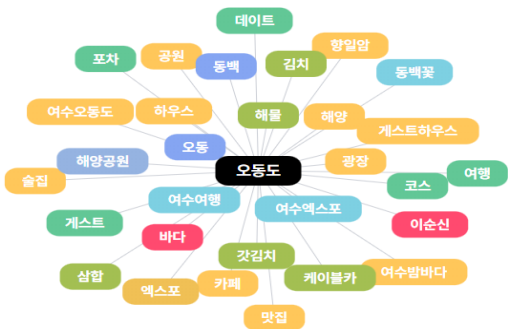 데이트
향일암
포차
공원
동백
김치
동백꽃
여수오동도
하우스
해물
해양
게스트하우스
오동
해양공원
광장
오동도
여행
술집
코스
여수여행
여수엑스포
게스트
바다
이순신
갓김치
삼합
카페
케이블카
여수밤바다
엑스포
맛집